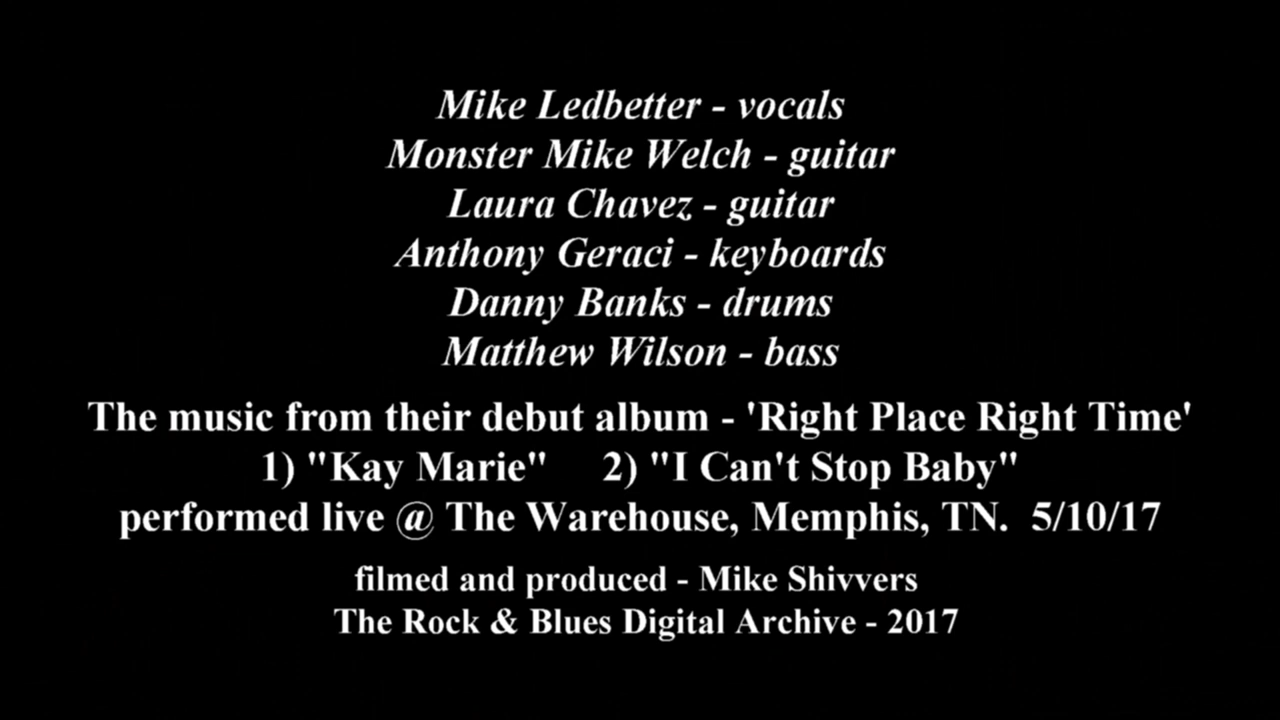 Mike Ledbetter - vocals
Monster Mike Welch - guitar
Laura Chavez - guitar
Anthony Geraci - keyboards
Danny Banks - drums
Matthew Wilson - bass
The music from their debut album - 'Right Place Right Time'
1) "Kay Marie" 2) "I Can't Stop Baby"
performed live @ The Warehouse, Memphis, TN. 5/10/17
filmed and produced - Mike Shivvers
The Rock & Blues Digital Archive - 2017